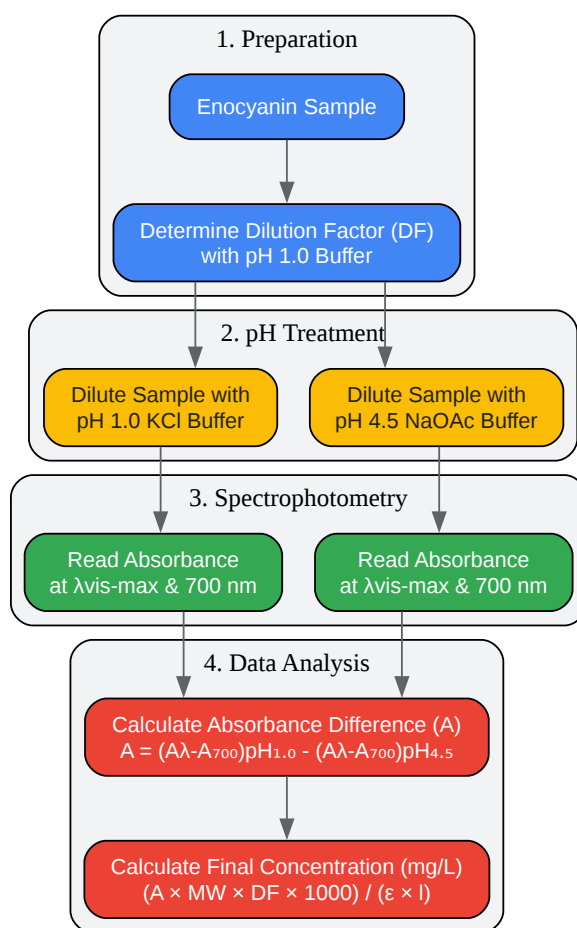 1. Preparation
Enocyanin Sample
Determine Dilution Factor (DF)
with pH 1.0 Buffer
2. pH Treatment
Dilute Sample with
pH 1.0 KCl Buffer
Dilute Sample with
pH 4.5 NaOAc Buffer
3. Spectrophotometry
Read Absorbance
at λvis-max & 700 nm
Read Absorbance
at λvis-max & 700 nm
4. Data Analysis
Calculate Absorbance Difference (A)
A = (Aλ-A₇₀₀)pH₁.₀ - (Aλ-A₇₀₀)pH₄.₅
Calculate Final Concentration (mg/L)
(A × MW × DF × 1000) / (ε × l)